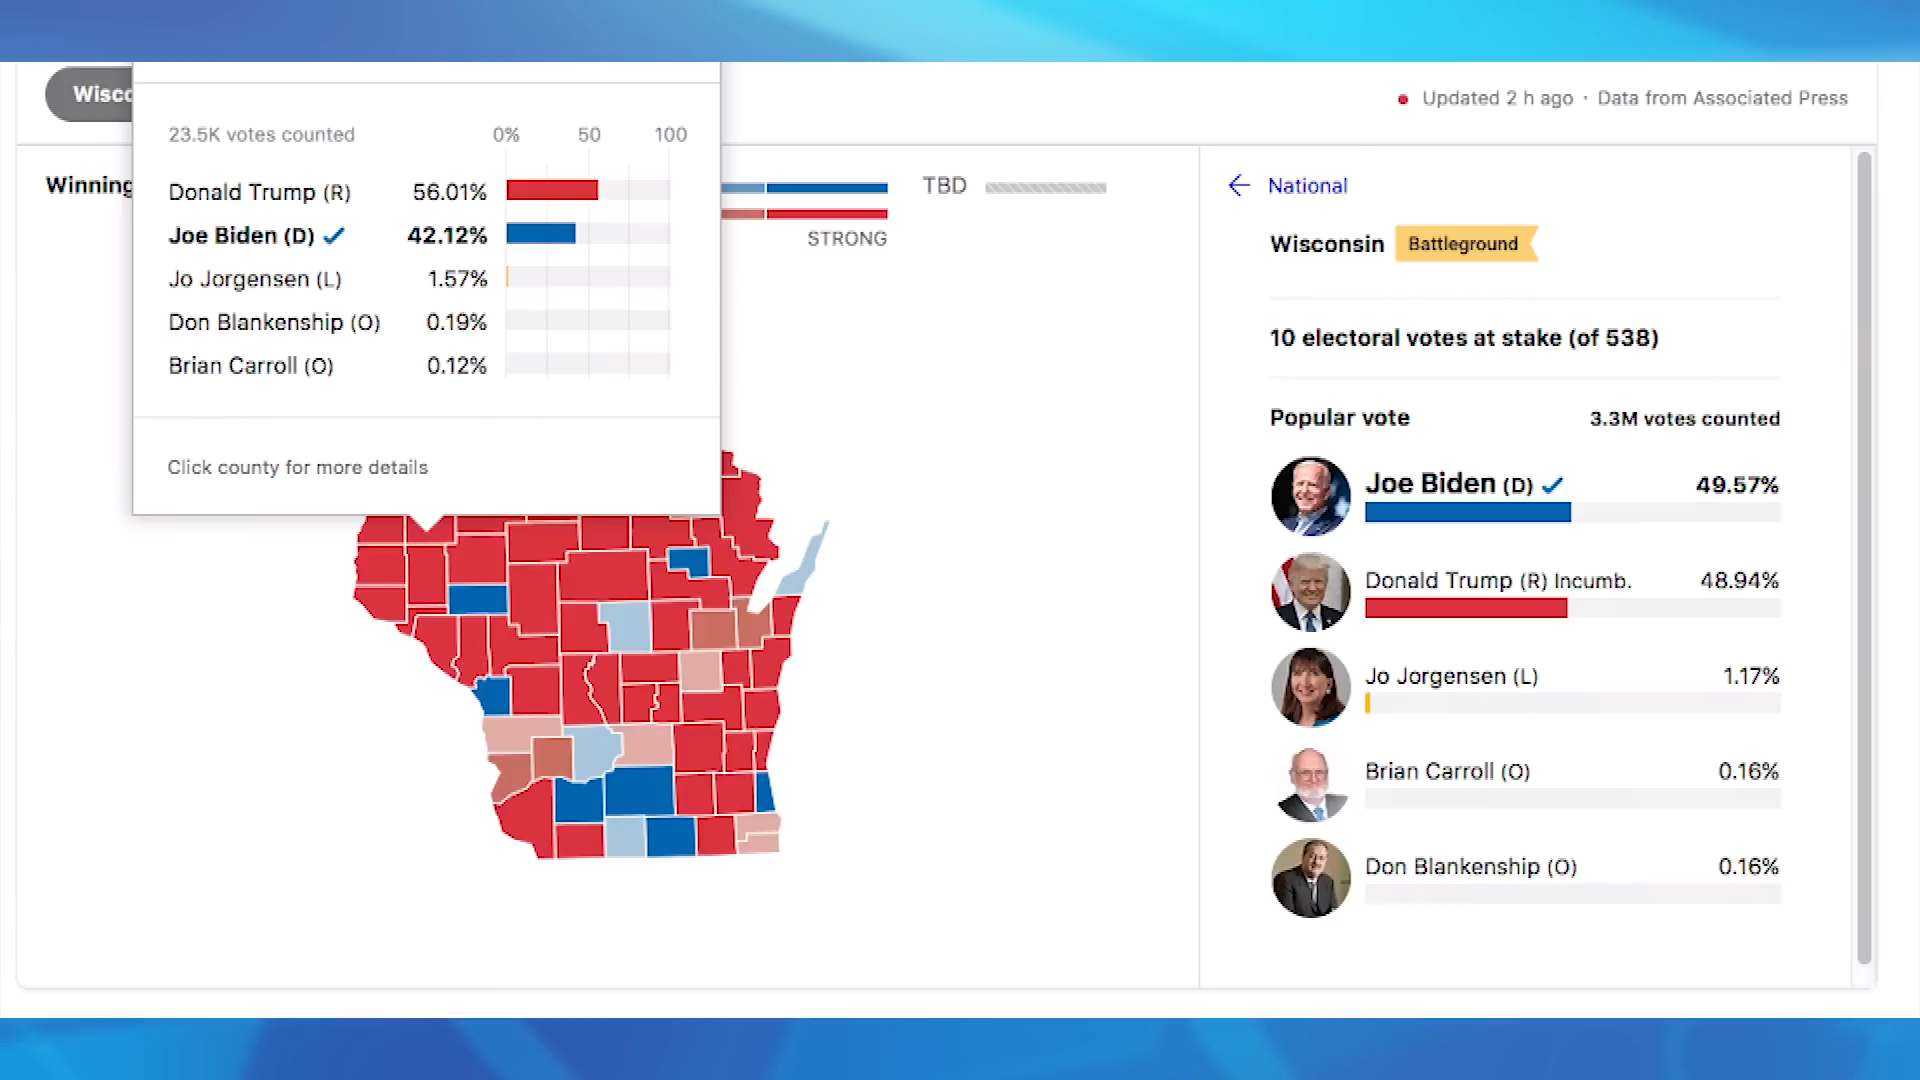 Wisco
Updated 2 h ago · Data from Associated Press
23.5K votes counted 0% 50 100
Donald Trump (R) 56.01%
Joe Biden (D) 42.12%
Jo Jorgensen (L) 1.57%
Don Blankenship (O) 0.19%
Brian Carroll (O) 0.12%
Click county for more details
Winning
TBD
STRONG
National
Wisconsin Battleground
10 electoral votes at stake (of 538)
Popular vote 3.3M votes counted
Joe Biden (D) 49.57%
Donald Trump (R) Incumb. 48.94%
Jo Jorgensen (L) 1.17%
Brian Carroll (O) 0.16%
Don Blankenship (O) 0.16%